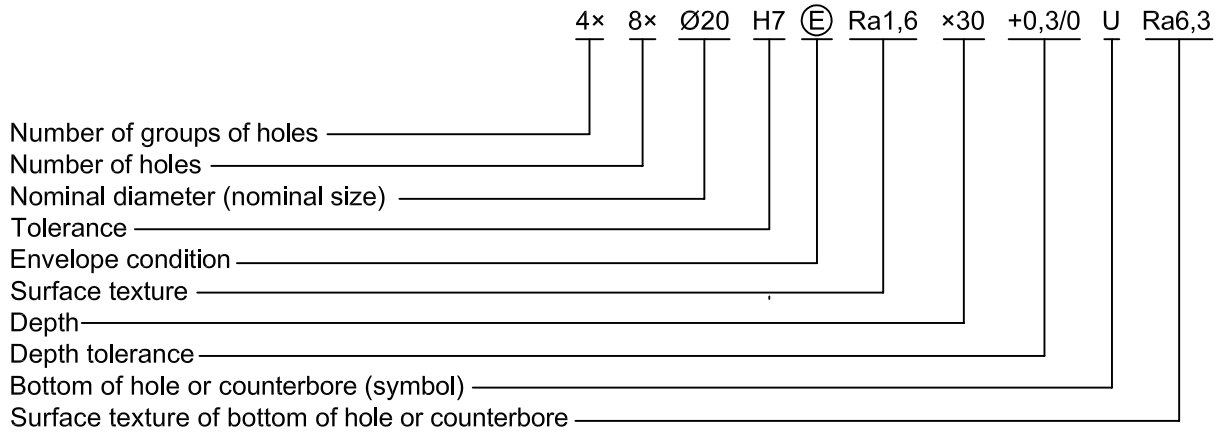 4× 8× Ø20 H7 Ⓔ Ra1,6 ×30 +0,3/0 U Ra6,3
Number of groups of holes
Number of holes
Nominal diameter (nominal size)
Tolerance
Envelope condition
Surface texture
Depth
Depth tolerance
Bottom of hole or counterbore (symbol)
Surface texture of bottom of hole or counterbore